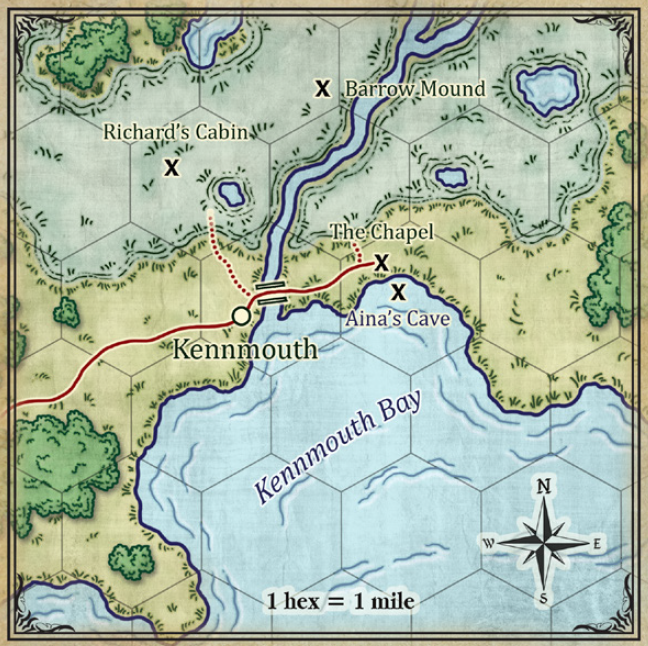 Barrow Mound
Richard's Cabin
The Chapel
Aina's Cave
Kennmouth
Kennmouth Bay
N
W E
S
1 hex = 1 mile